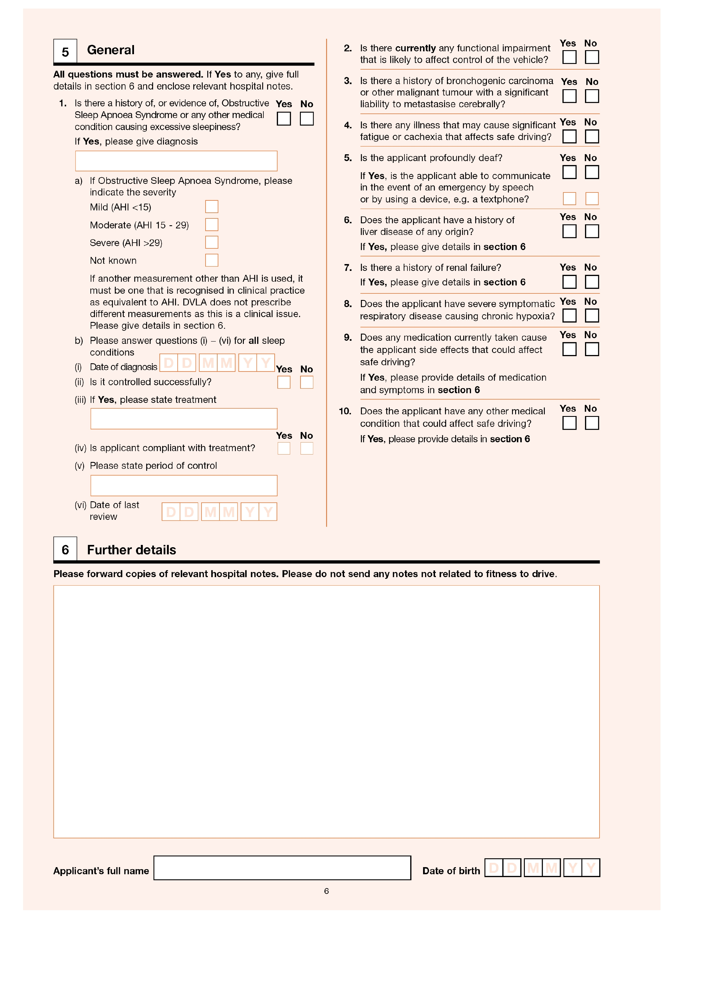 5 General
All questions must be answered. If Yes to any, give full
details in section 6 and enclose relevant hospital notes.
1. Is there a history of, or evidence of, Obstructive Yes No
Sleep Apnoea Syndrome or any other medical
condition causing excessive sleepiness?
If Yes, please give diagnosis
a) If Obstructive Sleep Apnoea Syndrome, please
indicate the severity
Mild (AHI <15)
Moderate (AHI 15 - 29)
Severe (AHI >29)
Not known
If another measurement other than AHI is used, it
must be one that is recognised in clinical practice
as equivalent to AHI. DVLA does not prescribe
different measurements as this is a clinical issue.
Please give details in section 6.
b) Please answer questions (i) – (vi) for all sleep
conditions
(i) Date of diagnosis D D M M Y Y Yes No
(ii) Is it controlled successfully?
(iii) If Yes, please state treatment
Yes No
(iv) Is applicant compliant with treatment?
(v) Please state period of control
(vi) Date of last
review D D M M Y Y
2. Is there currently any functional impairment Yes No
that is likely to affect control of the vehicle?
3. Is there a history of bronchogenic carcinoma Yes No
or other malignant tumour with a significant
liability to metastasise cerebrally?
4. Is there any illness that may cause significant Yes No
fatigue or cachexia that affects safe driving?
5. Is the applicant profoundly deaf? Yes No
If Yes, is the applicant able to communicate
in the event of an emergency by speech
or by using a device, e.g. a textphone?
6. Does the applicant have a history of Yes No
liver disease of any origin?
If Yes, please give details in section 6
7. Is there a history of renal failure? Yes No
If Yes, please give details in section 6
8. Does the applicant have severe symptomatic Yes No
respiratory disease causing chronic hypoxia?
9. Does any medication currently taken cause Yes No
the applicant side effects that could affect
safe driving?
If Yes, please provide details of medication
and symptoms in section 6
10. Does the applicant have any other medical Yes No
condition that could affect safe driving?
If Yes, please provide details in section 6
6 Further details
Please forward copies of relevant hospital notes. Please do not send any notes not related to fitness to drive.
Applicant’s full name Date of birth D D M M Y Y
6